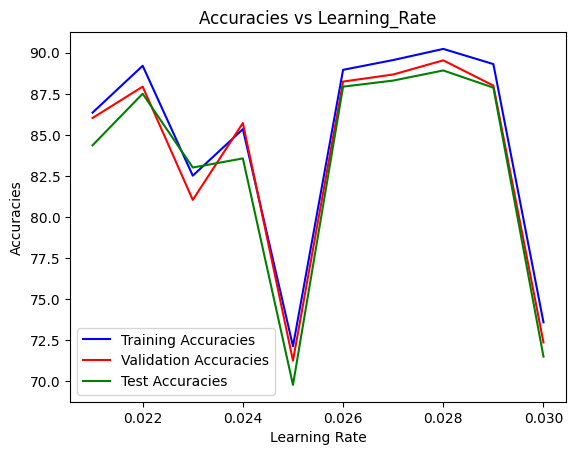 Accuracies vs Learning_Rate
90.0
87.5
85.0
82.5
80.0
77.5
75.0
72.5
70.0
Accuracies
Training Accuracies
Validation Accuracies
Test Accuracies
0.022 0.024 0.026 0.028 0.030
Learning Rate